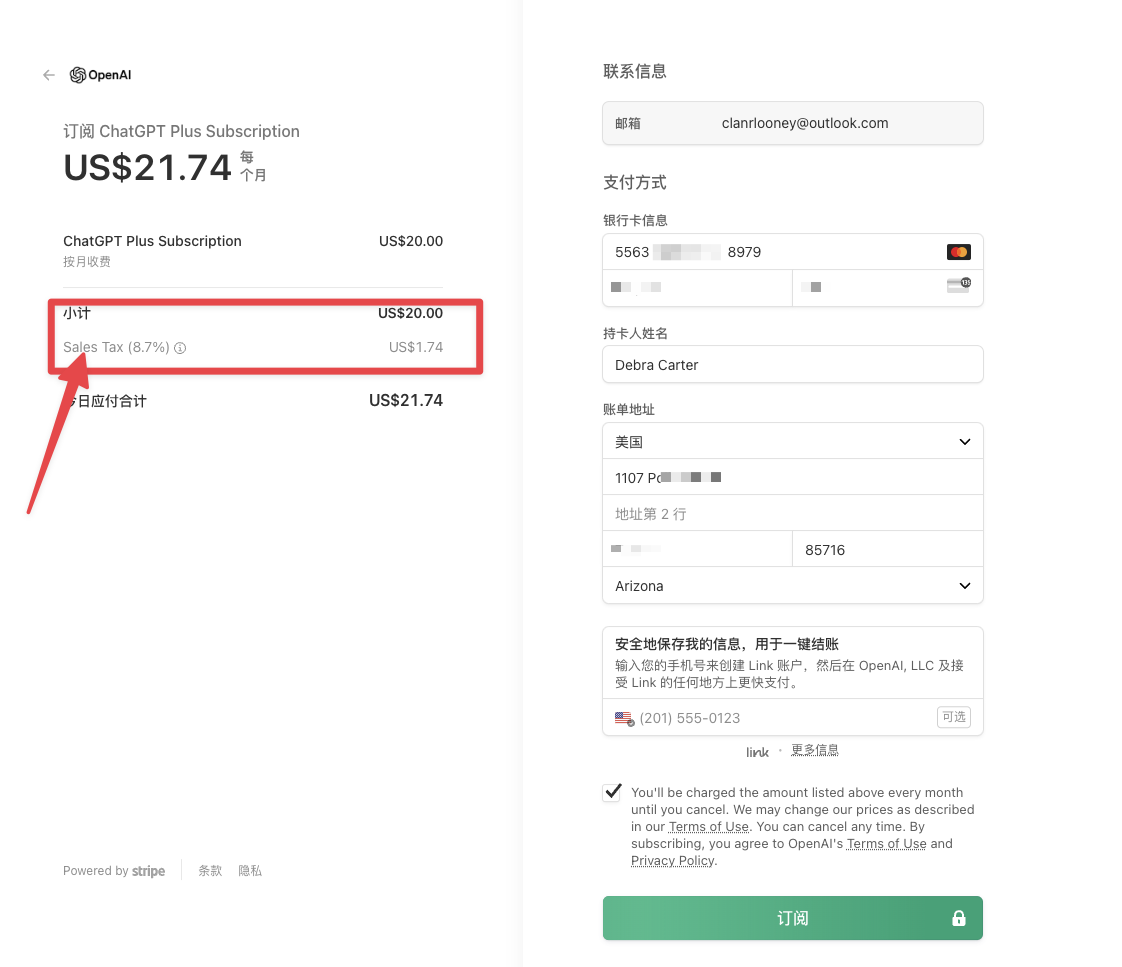 OpenAI
订阅 ChatGPT Plus Subscription
US$21.74 每
个月
ChatGPT Plus Subscription US$20.00
按月收费
小计 US$20.00
Sales Tax (8.7%) US$1.74
今日应付合计 US$21.74
Powered by stripe 条款 隐私
联系信息
邮箱 clanrlooney@outlook.com
支付方式
银行卡信息
5563 8979
持卡人姓名
Debra Carter
账单地址
美国
1107
地址第 2 行
85716
Arizona
安全地保存我的信息，用于一键结账
输入您的手机号来创建 Link 账户，然后在 OpenAI, LLC 及接
受 Link 的任何地方上更快支付。
(201) 555-0123 可选
link · 更多信息
You'll be charged the amount listed above every month
until you cancel. We may change our prices as described
in our Terms of Use. You can cancel any time. By
subscribing, you agree to OpenAI's Terms of Use and
Privacy Policy.
订阅